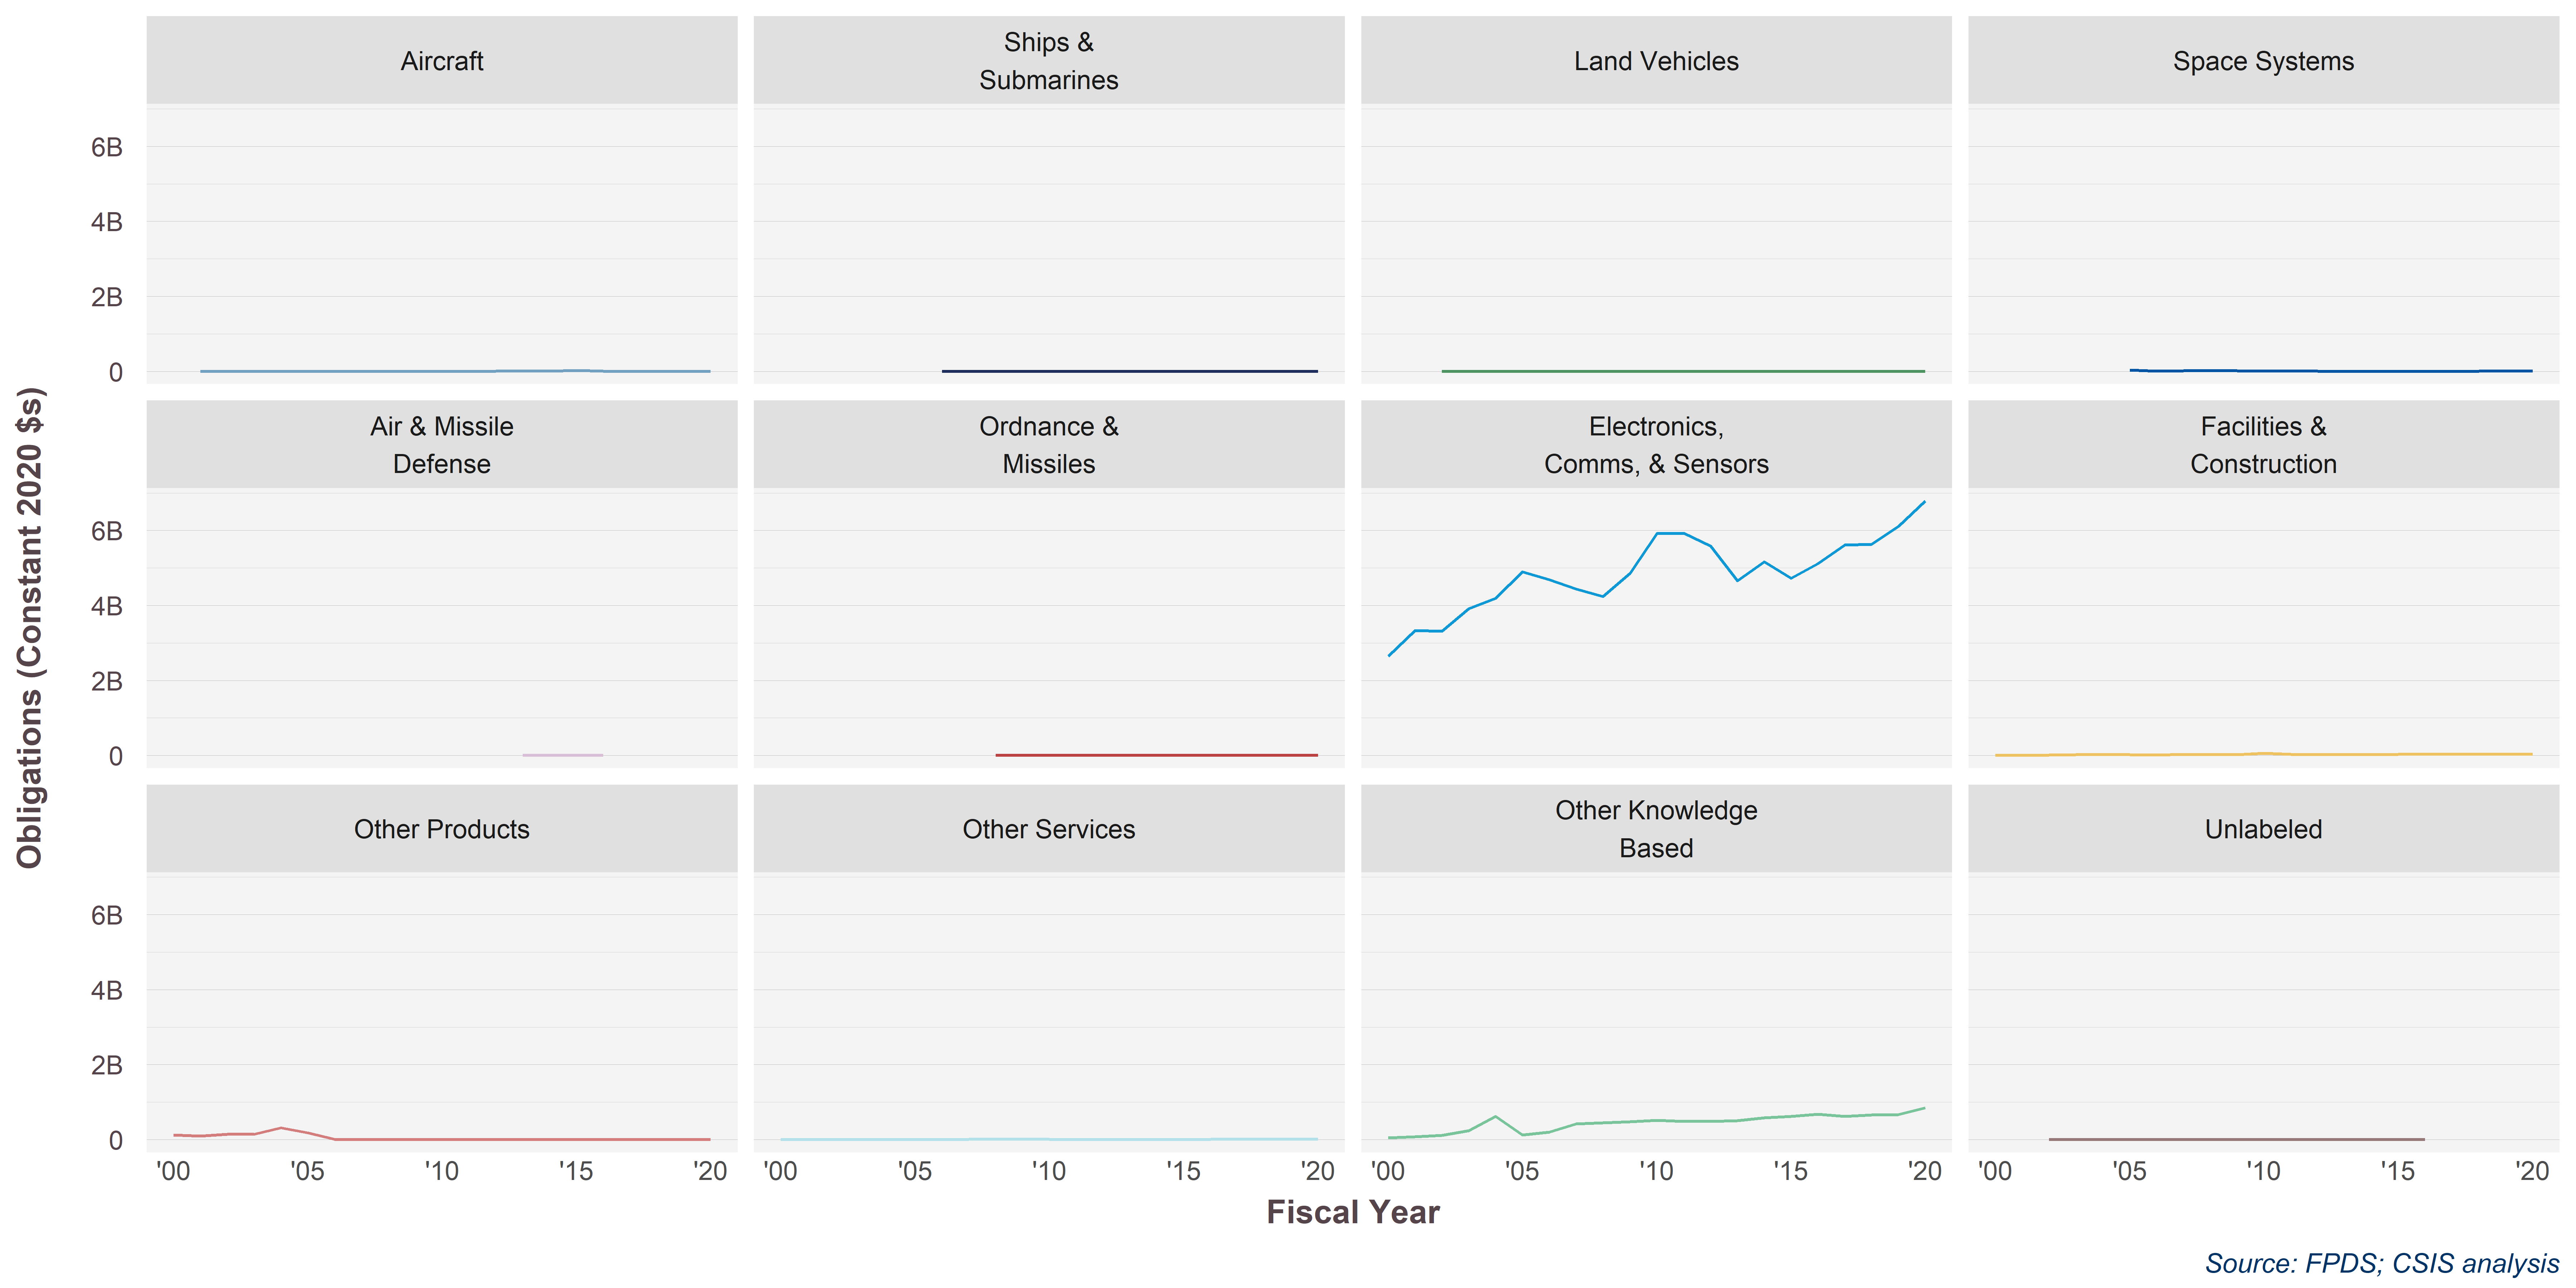 Aircraft
Ships &
Submarines
Land Vehicles
Space Systems
6B
4B
2B
0
Air & Missile
Defense
Ordnance &
Missiles
Electronics,
Comms, & Sensors
Facilities &
Construction
6B
4B
2B
0
Other Products
Other Services
Other Knowledge
Based
Unlabeled
6B
4B
2B
0
'00 '05 '10 '15 '20
'00 '05 '10 '15 '20
'00 '05 '10 '15 '20
'00 '05 '10 '15 '20
Obligations (Constant 2020 $s)
Fiscal Year
Source: FPDS; CSIS analysis